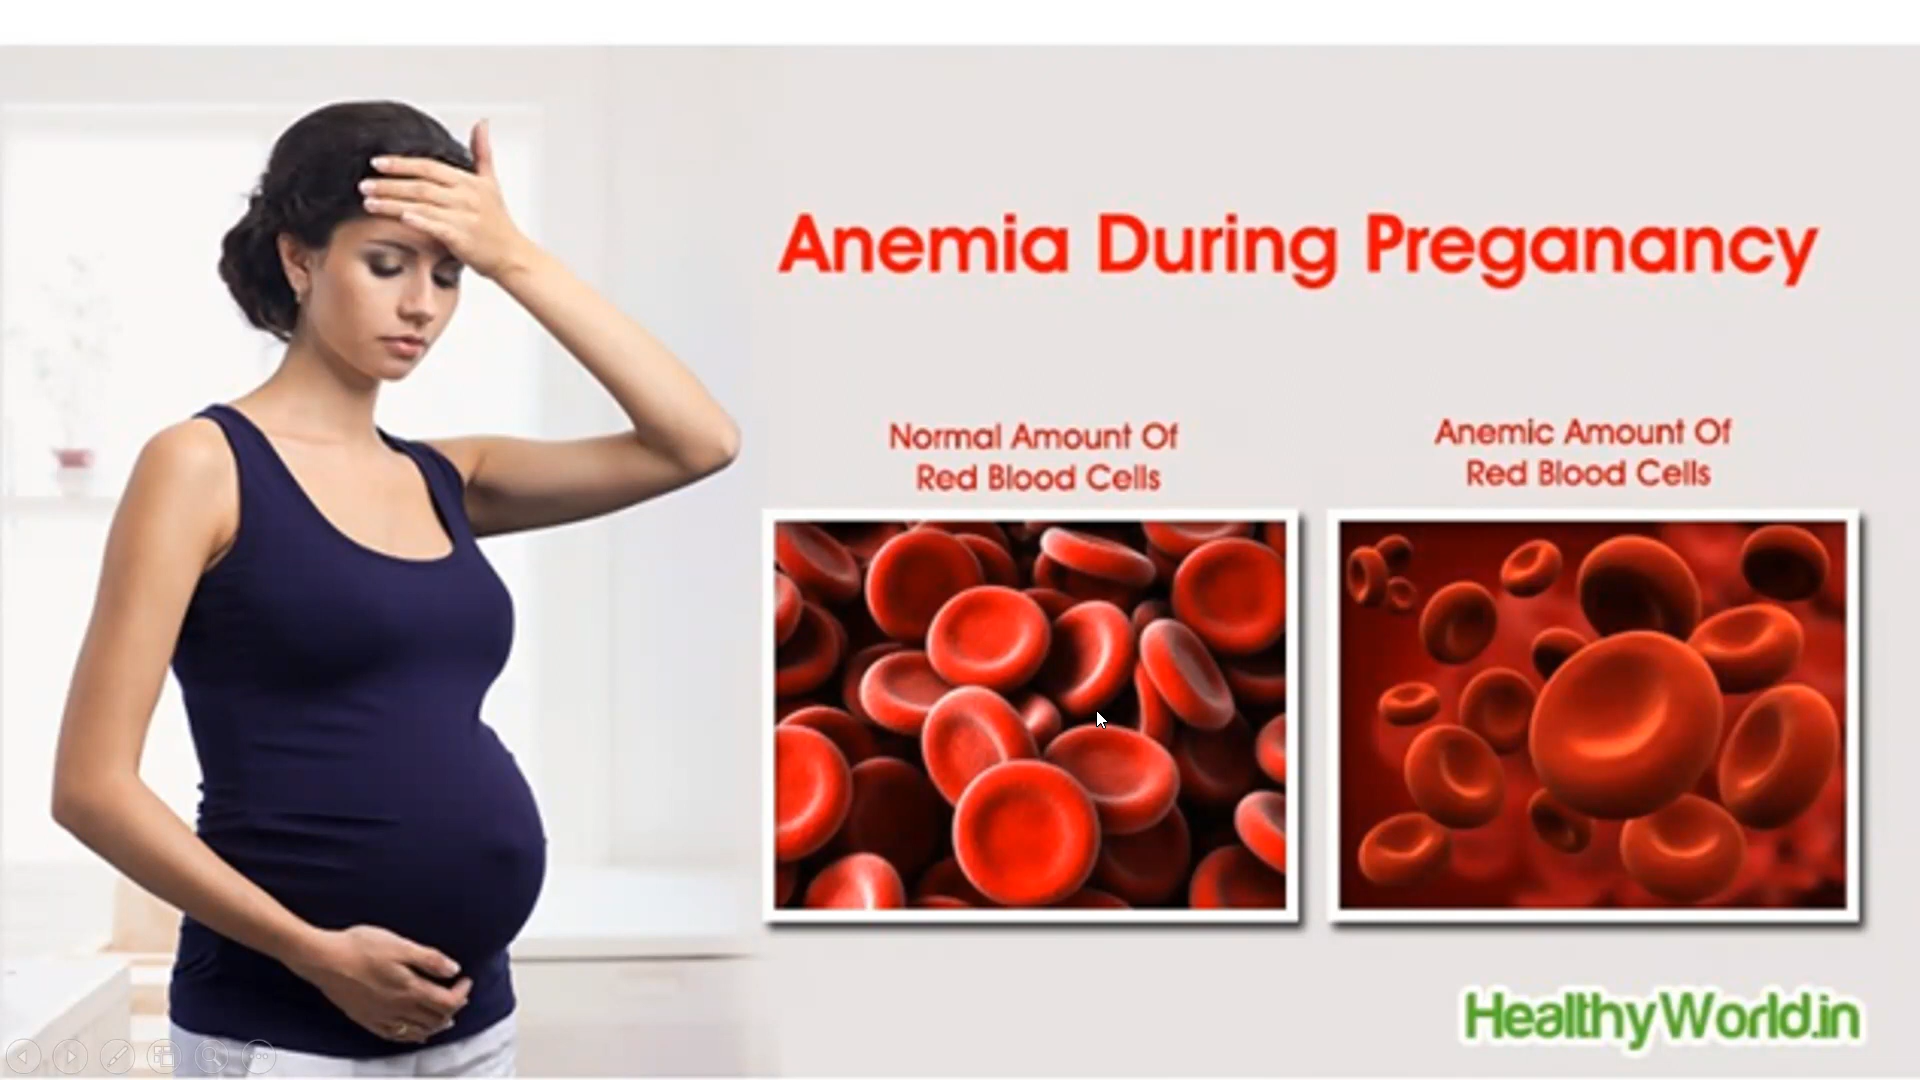 Anemia During Preganancy
Normal Amount Of
Red Blood Cells
Anemic Amount Of
Red Blood Cells
HealthyWorld.in